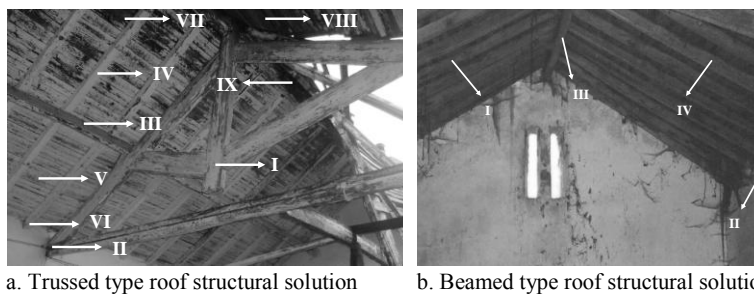 VII VIII
IV
IX
III
I
V
VI
II
I
III
IV
II
a. Trussed type roof structural solution
b. Beamed type roof structural solutio